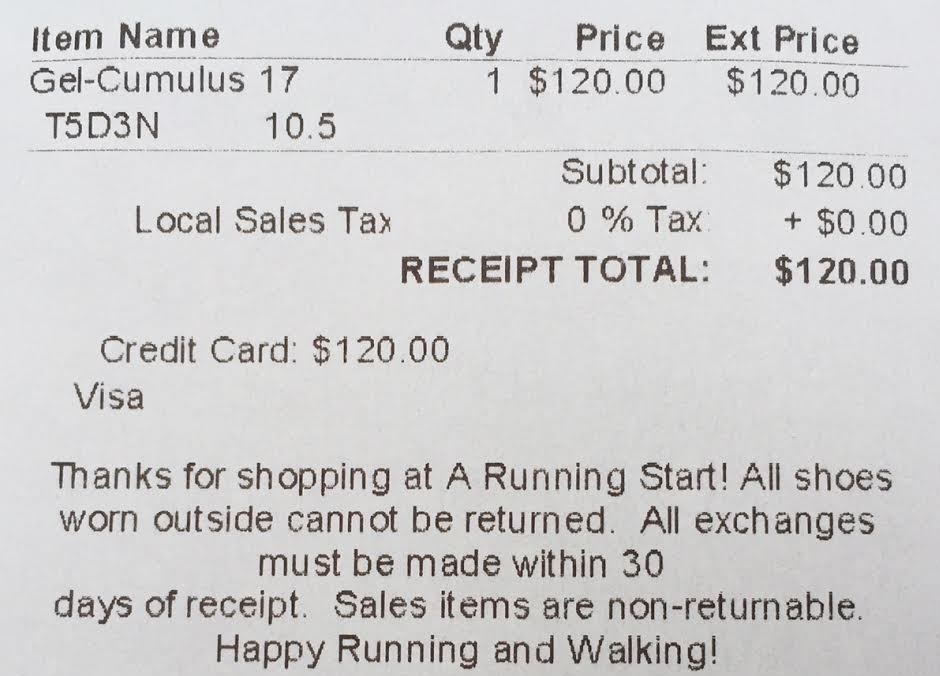 Item Name Qty Price Ext Price
Gel-Cumulus 17 1 $120.00 $120.00
T5D3N 10.5
Subtotal: $120.00
Local Sales Tax 0 % Tax: + $0.00
RECEIPT TOTAL: $120.00
Credit Card: $120.00
Visa
Thanks for shopping at A Running Start! All shoes
worn outside cannot be returned. All exchanges
must be made within 30
days of receipt. Sales items are non-returnable.
Happy Running and Walking!